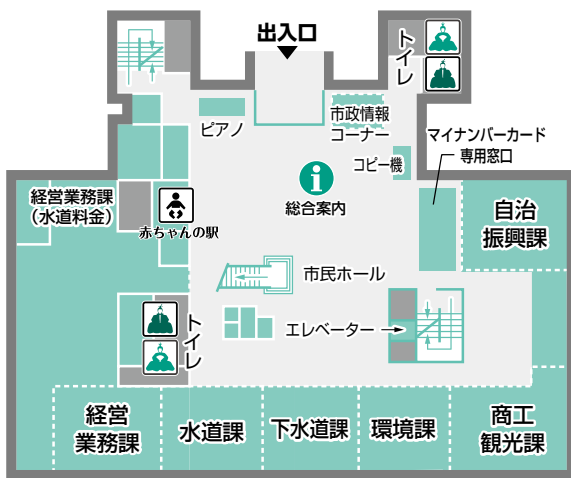 出入口
トイレ
ピアノ
市政情報
コーナー
マイナンバーカード
専用窓口
コピー機
i
総合案内
経営業務課
（水道料金）
赤ちゃんの駅
自治
振興課
市民ホール
エレベーター
トイレ
経営
業務課
水道課
下水道課
環境課
商工
観光課